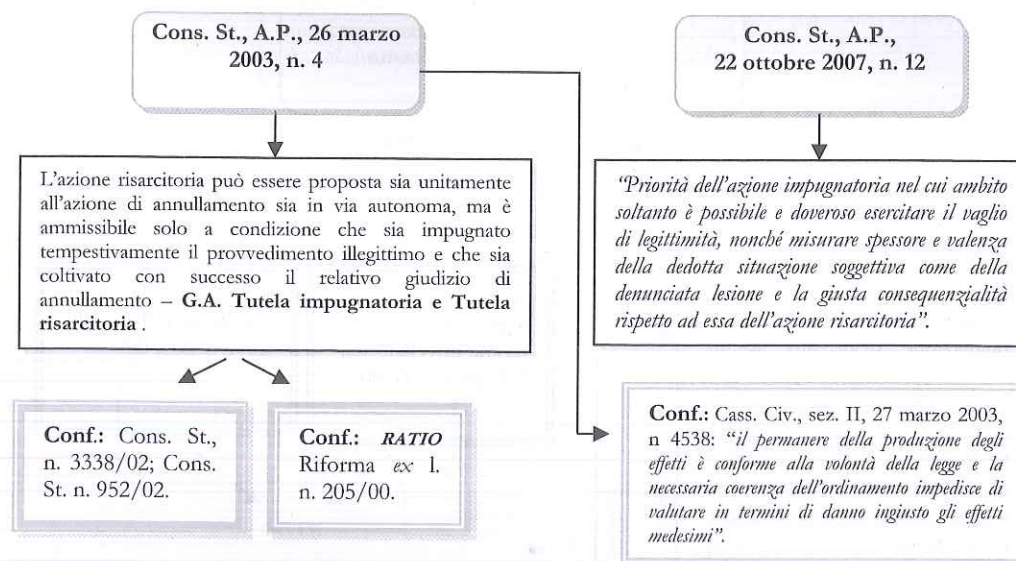 Cons. St., A.P., 26 marzo
2003, n. 4
L'azione risarcitoria può essere proposta sia unitamente
all'azione di annullamento sia in via autonoma, ma è
ammissibile solo a condizione che sia impugnato
tempestivamente il provvedimento illegittimo e che sia
coltivato con successo il relativo giudizio di
annullamento – G.A. Tutela impugnatoria e Tutela
risarcitoria .
Conf.: Cons. St.,
n. 3338/02; Cons.
St. n. 952/02.
Conf.: RATIO
Riforma ex l.
n. 205/00.
Cons. St., A.P.,
22 ottobre 2007, n. 12
"Priorità dell'azione impugnatoria nel cui ambito
soltanto è possibile e doveroso esercitare il vaglio
di legittimità, nonché misurare spessore e valenza
della dedotta situazione soggettiva come della
denunciata lesione e la giusta consequenzialità
rispetto ad essa dell'azione risarcitoria".
Conf.: Cass. Civ., sez. II, 27 marzo 2003,
n 4538: "il permanere della produzione degli
effetti è conforme alla volontà della legge e la
necessaria coerenza dell'ordinamento impedisce di
valutare in termini di danno ingiusto gli effetti
medesimi".